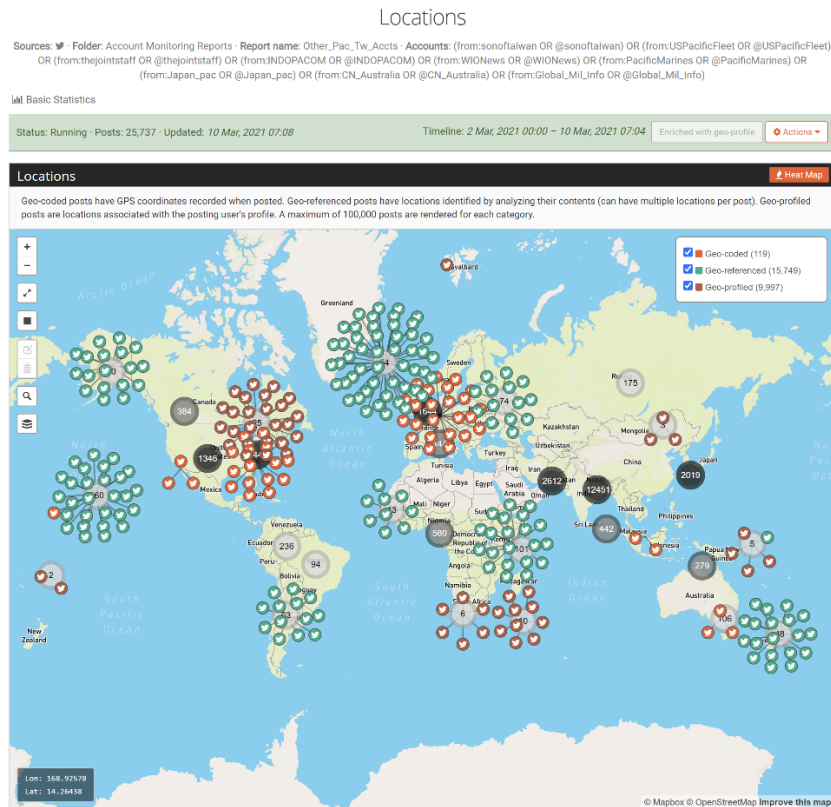 Locations
Sources: · Folder: Account Monitoring Reports · Report name: Other_Pac_Tw_Accts · Accounts: (from:sonoftaiwan OR @sonoftaiwan) OR (from:USPacificFleet OR @USPacificFleet)
OR (from:thejointstaff OR @thejointstaff) OR (from:INDOPACOM OR @INDOPACOM) OR (from:WIONews OR @WIONews) OR (from:PacificMarines OR @PacificMarines) OR
(from:Japan_pac OR @Japan_pac) OR (from:CN_Australia OR @CN_Australia) OR (from:Global_Mil_Info OR @Global_Mil_Info)
Basic Statistics
Status: Running · Posts: 25,737 · Updated: 10 Mar, 2021 07:08
Timeline: 2 Mar, 2021 00:00 – 10 Mar, 2021 07:04
Enriched with geo-profile
Actions
Locations
Heat Map
Geo-coded posts have GPS coordinates recorded when posted. Geo-referenced posts have locations identified by analyzing their contents (can have multiple locations per post). Geo-profiled
posts are locations associated with the posting user's profile. A maximum of 100,000 posts are rendered for each category.
+
−
Geo-coded (119)
Geo-referenced (15,749)
Geo-profiled (9,997)
Svalbard
Arctic Ocean
Greenland
Sweden
175
Canada
384
74
Mongolia
3
Kazakhstan
Uzbekistan
North
Atlantic
Ocean
Spain
Turkey
China
Japan
2019
1346
Tunisia
Iraq
Iran
2612
12451
North
Mexico
Algeria
Libya
Egypt
Saudi
Arabia
Oman
Mali
Niger
Thailand
Philippines
Venezuela
580
442
Malaysia
5
Ecuador
236
101
Papua
Peru
94
Angola
279
Bolivia
Namibia
Madagascar
Indian
Ocean
South
Pacific
Ocean
South
Atlantic
Ocean
2
6
Australia
106
New
Zealand
Lon: 168.92578
Lat: 14.26438
© Mapbox © OpenStreetMap Improve this map